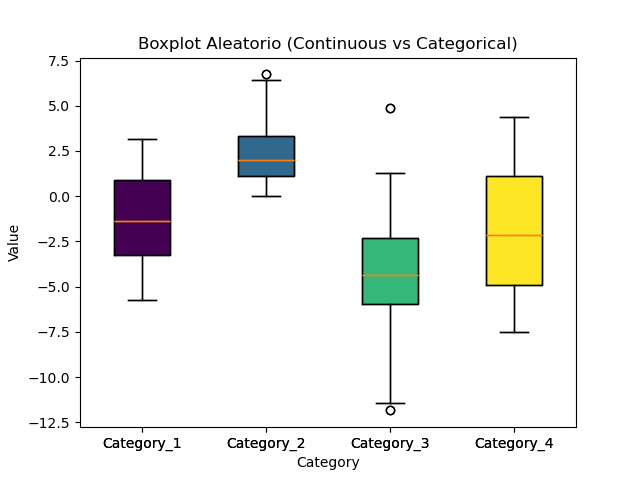 Boxplot Aleatorio (Continuous vs Categorical)
7.5
5.0
2.5
0.0
−2.5
−5.0
−7.5
−10.0
−12.5
Value
Category_1 Category_2 Category_3 Category_4
Category